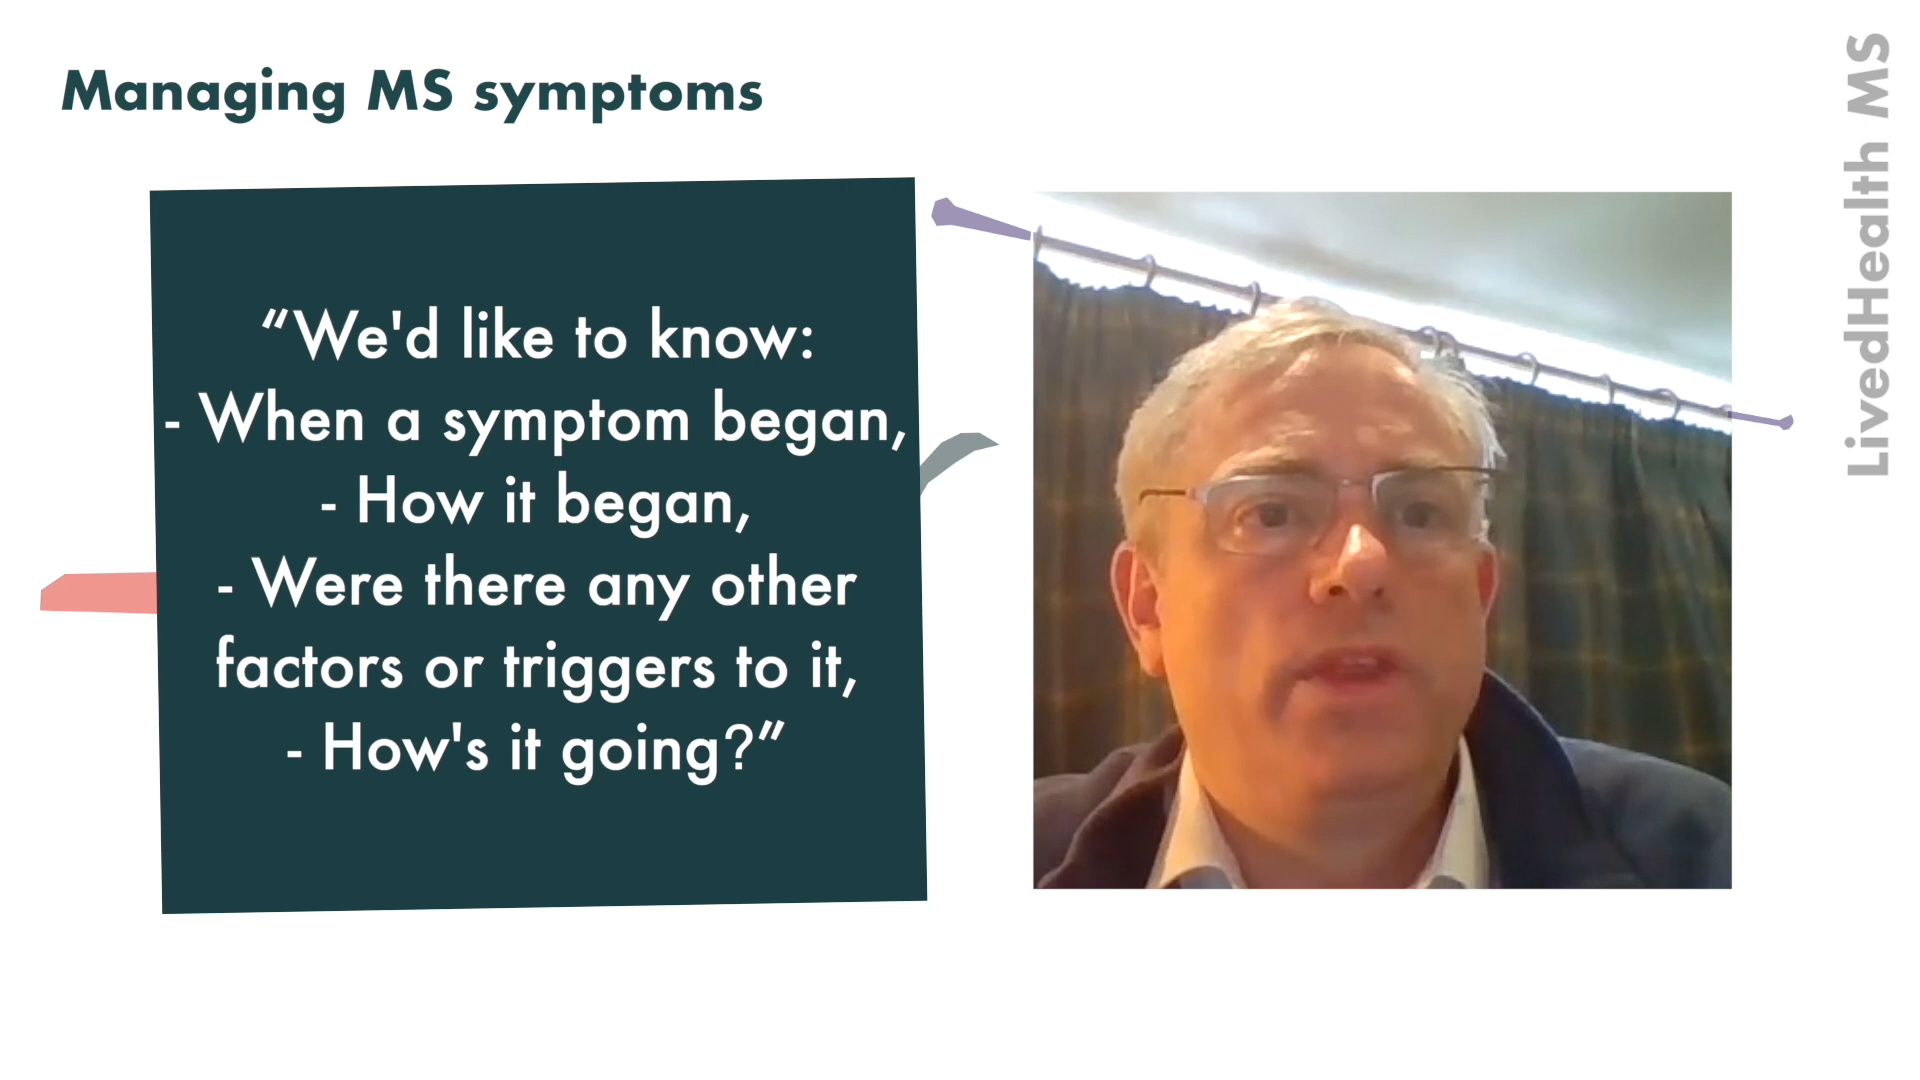 Managing MS symptoms
“We'd like to know:
- When a symptom began,
- How it began,
- Were there any other
factors or triggers to it,
- How's it going?”
LivedHealth MS